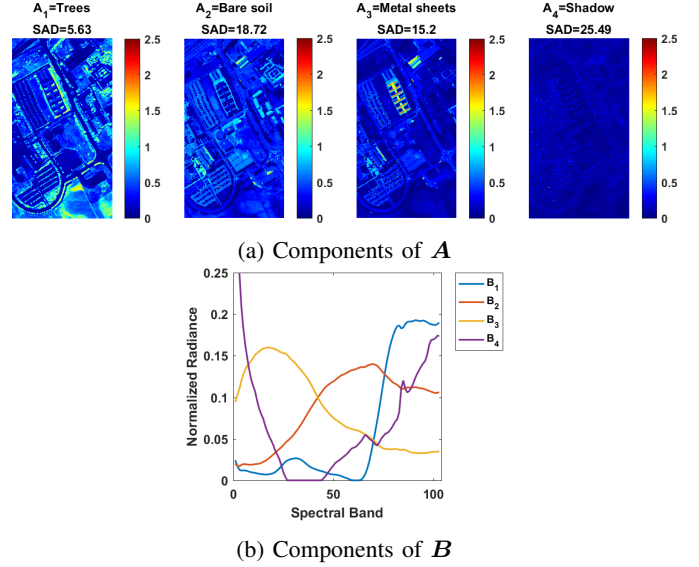 A1=Trees
SAD=5.63
A2=Bare soil
SAD=18.72
A3=Metal sheets
SAD=15.2
A4=Shadow
SAD=25.49
2.5
2
1.5
1
0.5
0
2.5
2
1.5
1
0.5
0
2.5
2
1.5
1
0.5
0
2.5
2
1.5
1
0.5
0
(a) Components of A
0.25
0.2
0.15
0.1
0.05
0
Normalized Radiance
0 50 100
Spectral Band
B1
B2
B3
B4
(b) Components of B